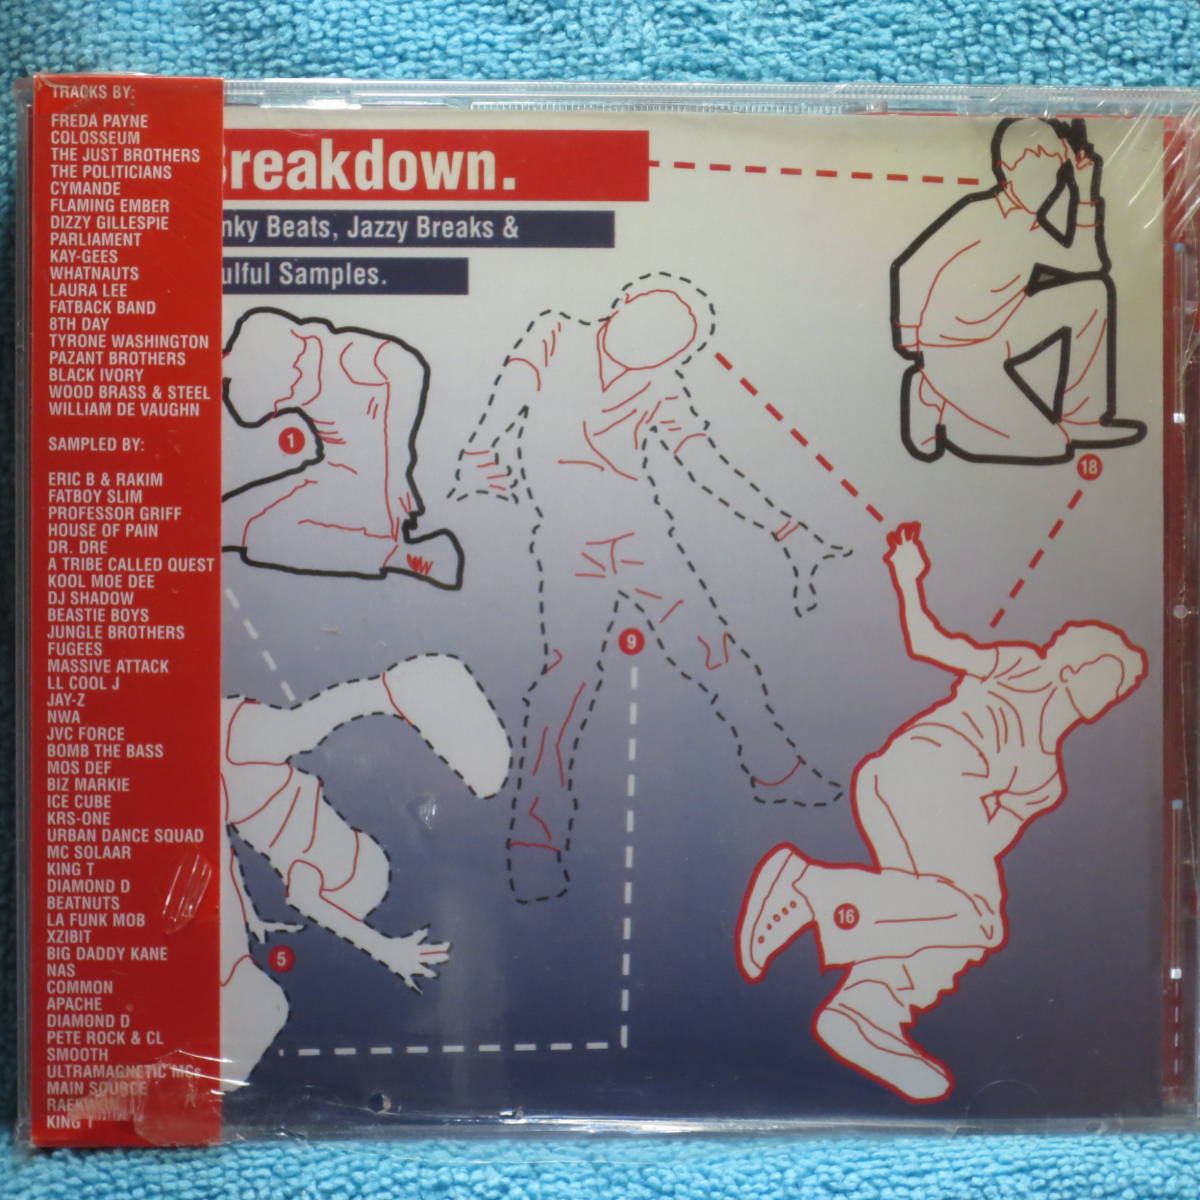 TRACKS BY:
FREDA PAYNE
COLOSSEUM
THE JUST BROTHERS
THE POLITICIANS
CYMANDE
FLAMING EMBER
DIZZY GILLESPIE
PARLIAMENT
KAY-GEES
WHATNAUTS
LAURA LEE
FATBACK BAND
8TH DAY
TYRONE WASHINGTON
PAZANT BROTHERS
BLACK IVORY
WOOD BRASS & STEEL
WILLIAM DE VAUGHN
SAMPLED BY:
ERIC B & RAKIM
FATBOY SLIM
PROFESSOR GRIFF
HOUSE OF PAIN
DR. DRE
A TRIBE CALLED QUEST
KOOL MOE DEE
DJ SHADOW
BEASTIE BOYS
JUNGLE BROTHERS
FUGEES
MASSIVE ATTACK
LL COOL J
JAY-Z
NWA
JVC FORCE
BOMB THE BASS
MOS DEF
BIZ MARKIE
ICE CUBE
KRS-ONE
URBAN DANCE SQUAD
MC SOLAAR
KING T
DIAMOND D
BEATNUTS
LA FUNK MOB
XZIBIT
BIG DADDY KANE
NAS
COMMON
APACHE
DIAMOND D
PETE ROCK & CL
SMOOTH
ULTRAMAGNETIC MCs
MAIN SOURCE
KING T
Breakdown.
nky Beats, Jazzy Breaks &
ulful Samples.
1
18
9
16
5